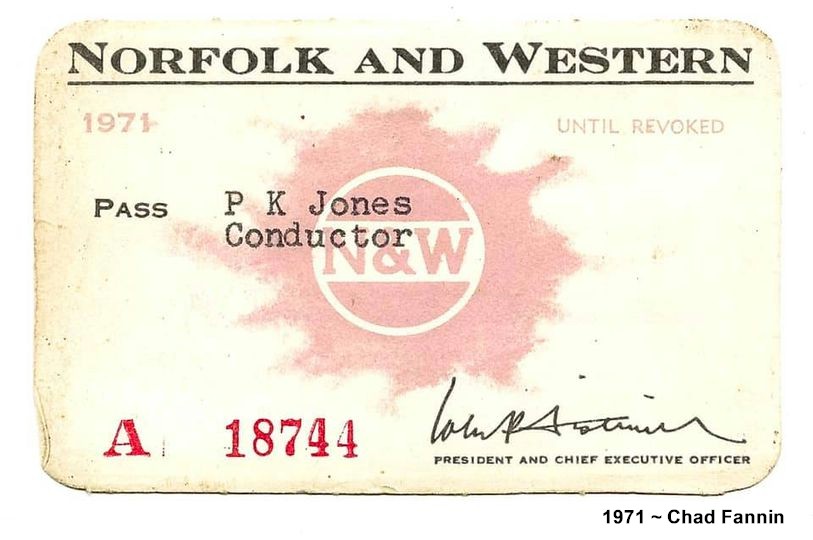 NORFOLK AND WESTERN
1971 UNTIL REVOKED
PASS P K Jones
Conductor
N&W
A 18744
PRESIDENT AND CHIEF EXECUTIVE OFFICER
1971 ~ Chad Fannin